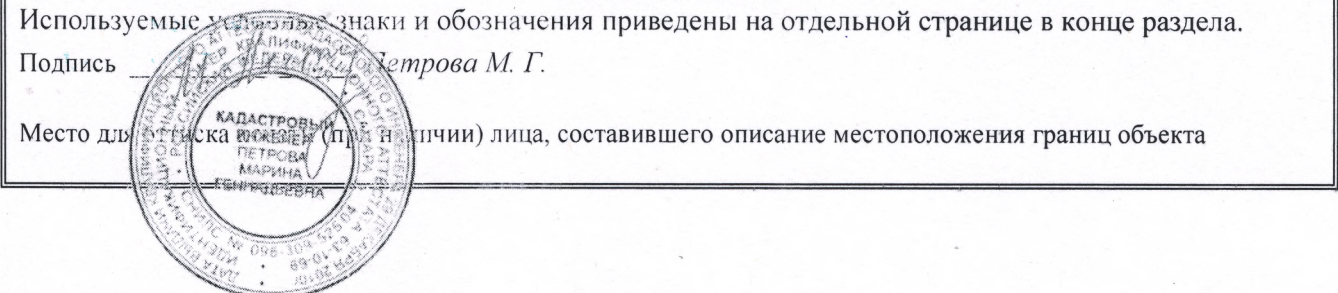 Используемые условные знаки и обозначения приведены на отдельной странице в конце раздела.
Подпись Петрова М. Г.
Место для оттиска печати (при наличии) лица, составившего описание местоположения границ объекта
КАДАСТРОВЫЙ
ИНЖЕНЕР
ПЕТРОВА
МАРИНА
ГЕННАДЬЕВНА